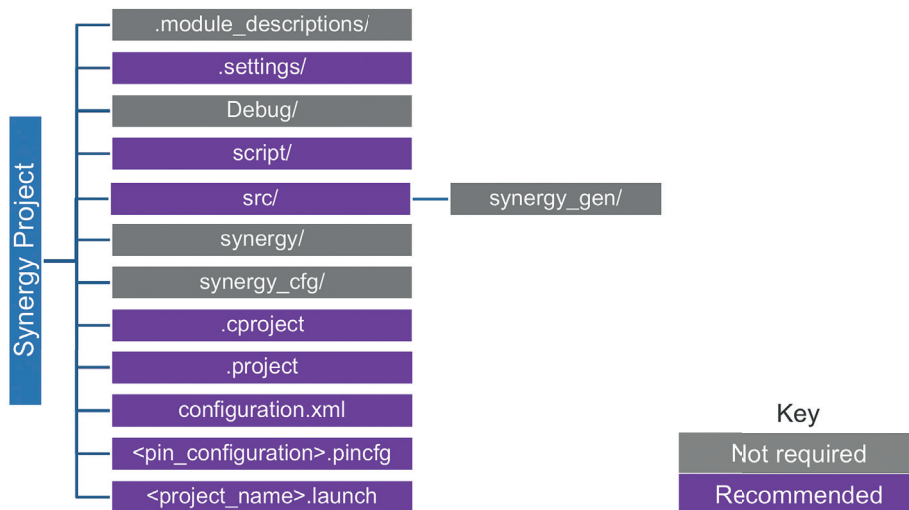 Synergy Project
.module_descriptions/
.settings/
Debug/
script/
src/
synergy_gen/
synergy/
synergy_cfg/
.cproject
.project
configuration.xml
<pin_configuration>.pincfg
<project_name>.launch
Key
Not required
Recommended